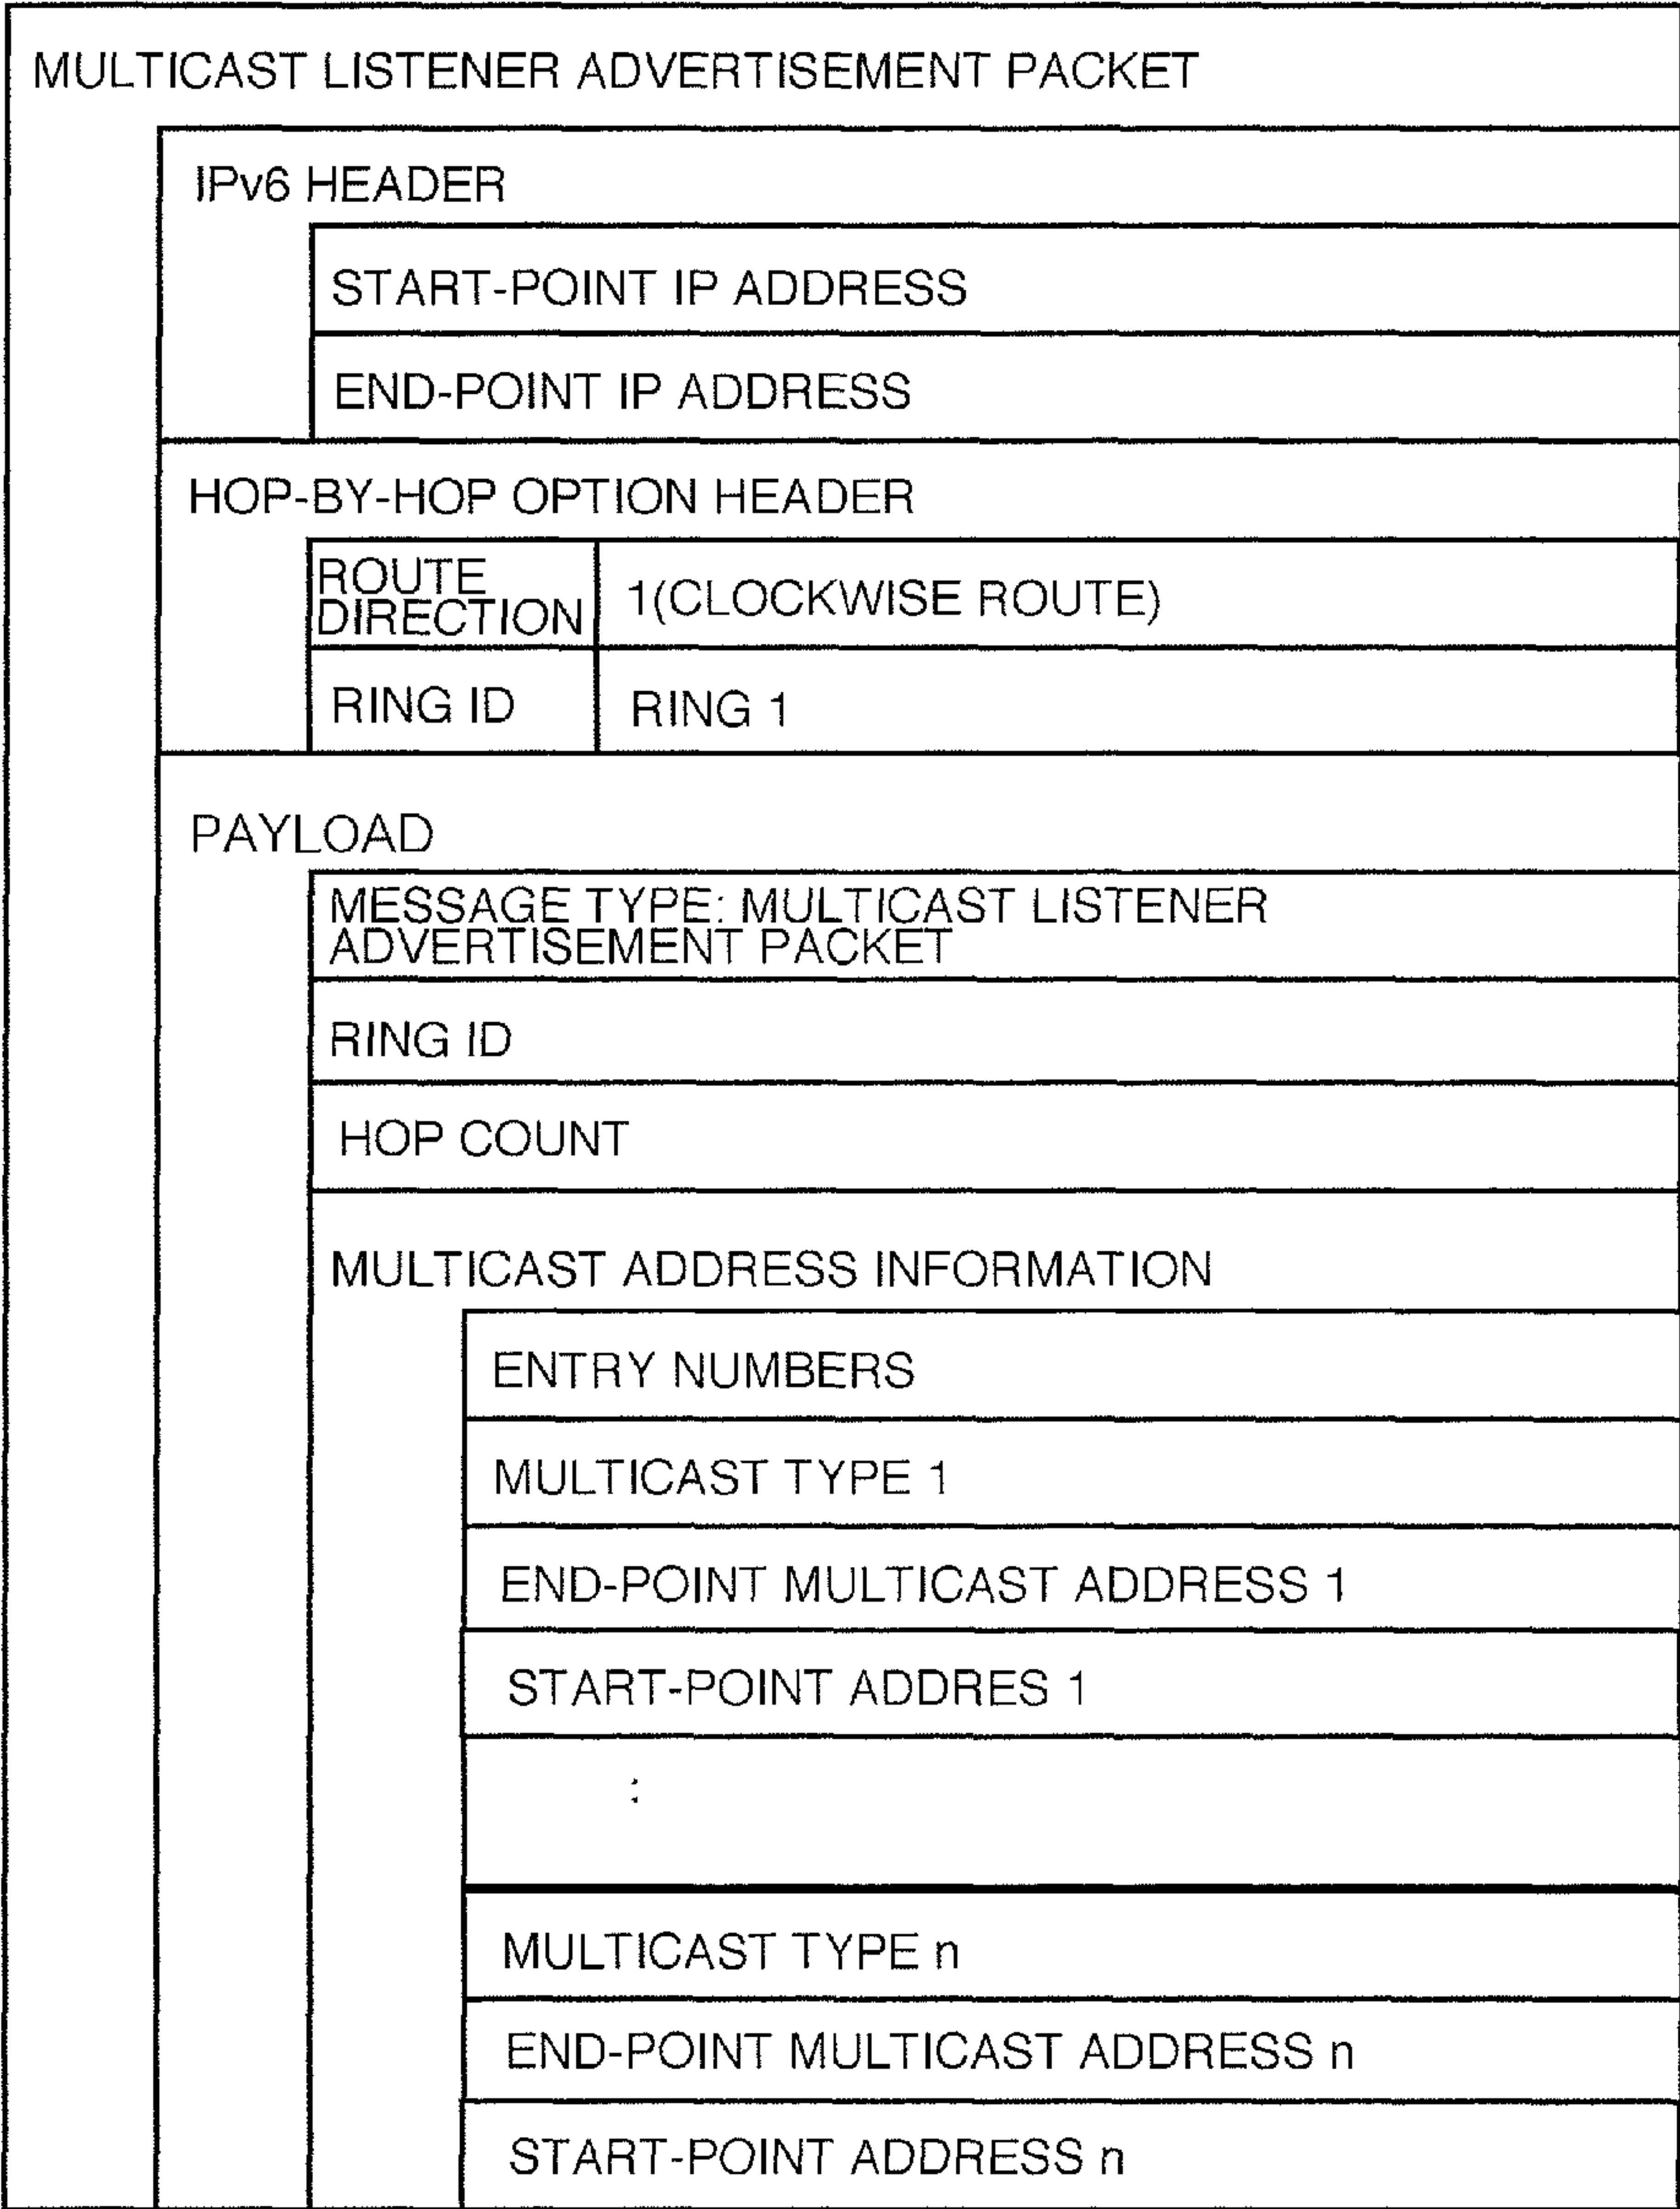 MULTICAST LISTENER ADVERTISEMENT PACKET
IPv6 HEADER
START-POINT IP ADDRESS
END-POINT IP ADDRESS
HOP-BY-HOP OPTION HEADER
ROUTE
DIRECTION
1(CLOCKWISE ROUTE)
RING ID
RING 1
PAYLOAD
MESSAGE TYPE: MULTICAST LISTENER
ADVERTISEMENT PACKET
RING ID
HOP COUNT
MULTICAST ADDRESS INFORMATION
ENTRY NUMBERS
MULTICAST TYPE 1
END-POINT MULTICAST ADDRESS 1
START-POINT ADDRES 1
:
MULTICAST TYPE n
END-POINT MULTICAST ADDRESS n
START-POINT ADDRESS n